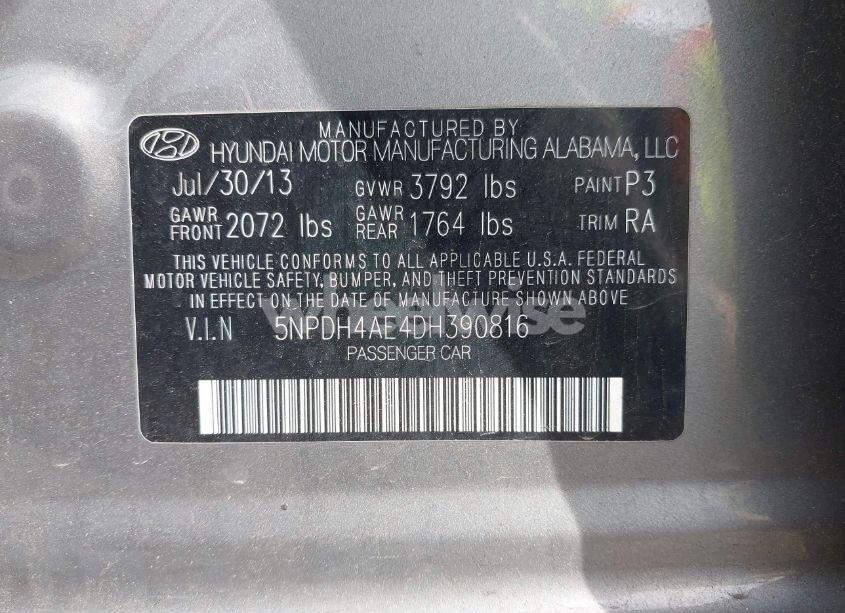 MANUFACTURED BY
HYUNDAI MOTOR MANUFACTURING ALABAMA, LLC
Jul/30/13 GVWR 3792 lbs PAINT P3
GAWR FRONT 2072 lbs GAWR REAR 1764 lbs TRIM RA
THIS VEHICLE CONFORMS TO ALL APPLICABLE U.S.A. FEDERAL
MOTOR VEHICLE SAFETY, BUMPER, AND THEFT PREVENTION STANDARDS
IN EFFECT ON THE DATE OF MANUFACTURE SHOWN ABOVE
wheelwise
V.I.N 5NPDH4AE4DH390816
PASSENGER CAR